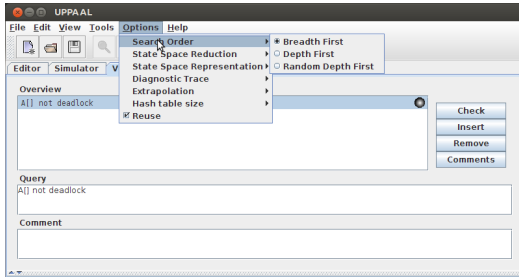 UPPAAL
File Edit View Tools Options Help
Search Order
Breadth First
State Space Reduction
Depth First
State Space Representation
Random Depth First
Diagnostic Trace
Extrapolation
Hash table size
Reuse
Editor Simulator V
Overview
A[] not deadlock
Check
Insert
Remove
Comments
Query
A[] not deadlock
Comment